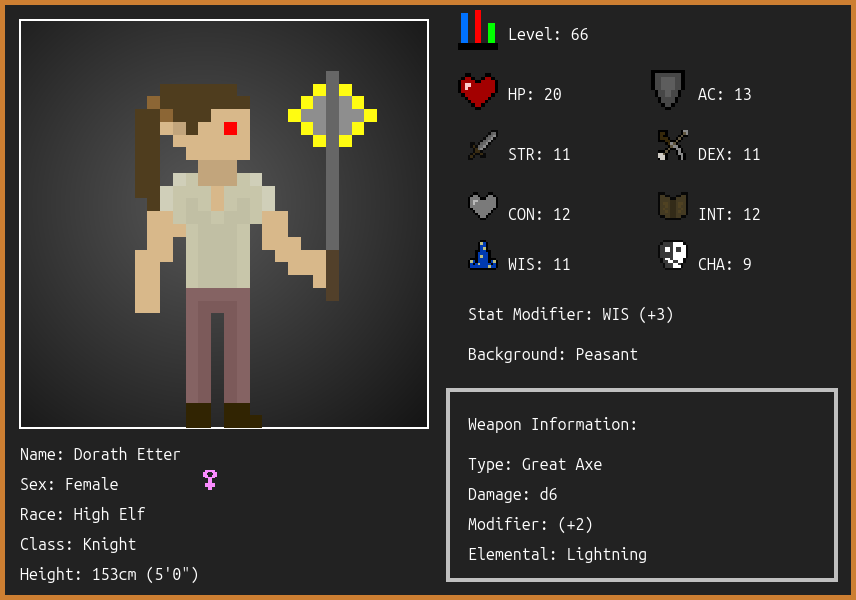 Level: 66
HP: 20
AC: 13
STR: 11
DEX: 11
CON: 12
INT: 12
WIS: 11
CHA: 9
Stat Modifier: WIS (+3)
Background: Peasant
Weapon Information:
Type: Great Axe
Damage: d6
Modifier: (+2)
Elemental: Lightning
Name: Dorath Etter
Sex: Female
Race: High Elf
Class: Knight
Height: 153cm (5'0")